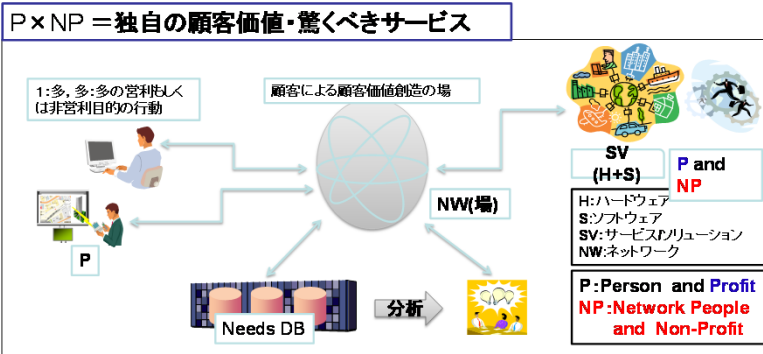 P×NP＝独自の顧客価値・驚くべきサービス
1:多，多:多の営利もしく
は非営利目的の行動
顧客による顧客価値創造の場
SV
(H+S)
P and
NP
NW(場)
H:ハードウェア
S:ソフトウェア
SV:サービス/ソリューション
NW:ネットワーク
P
P:Person and Profit
NP:Network People
and Non-Profit
Needs DB
分析